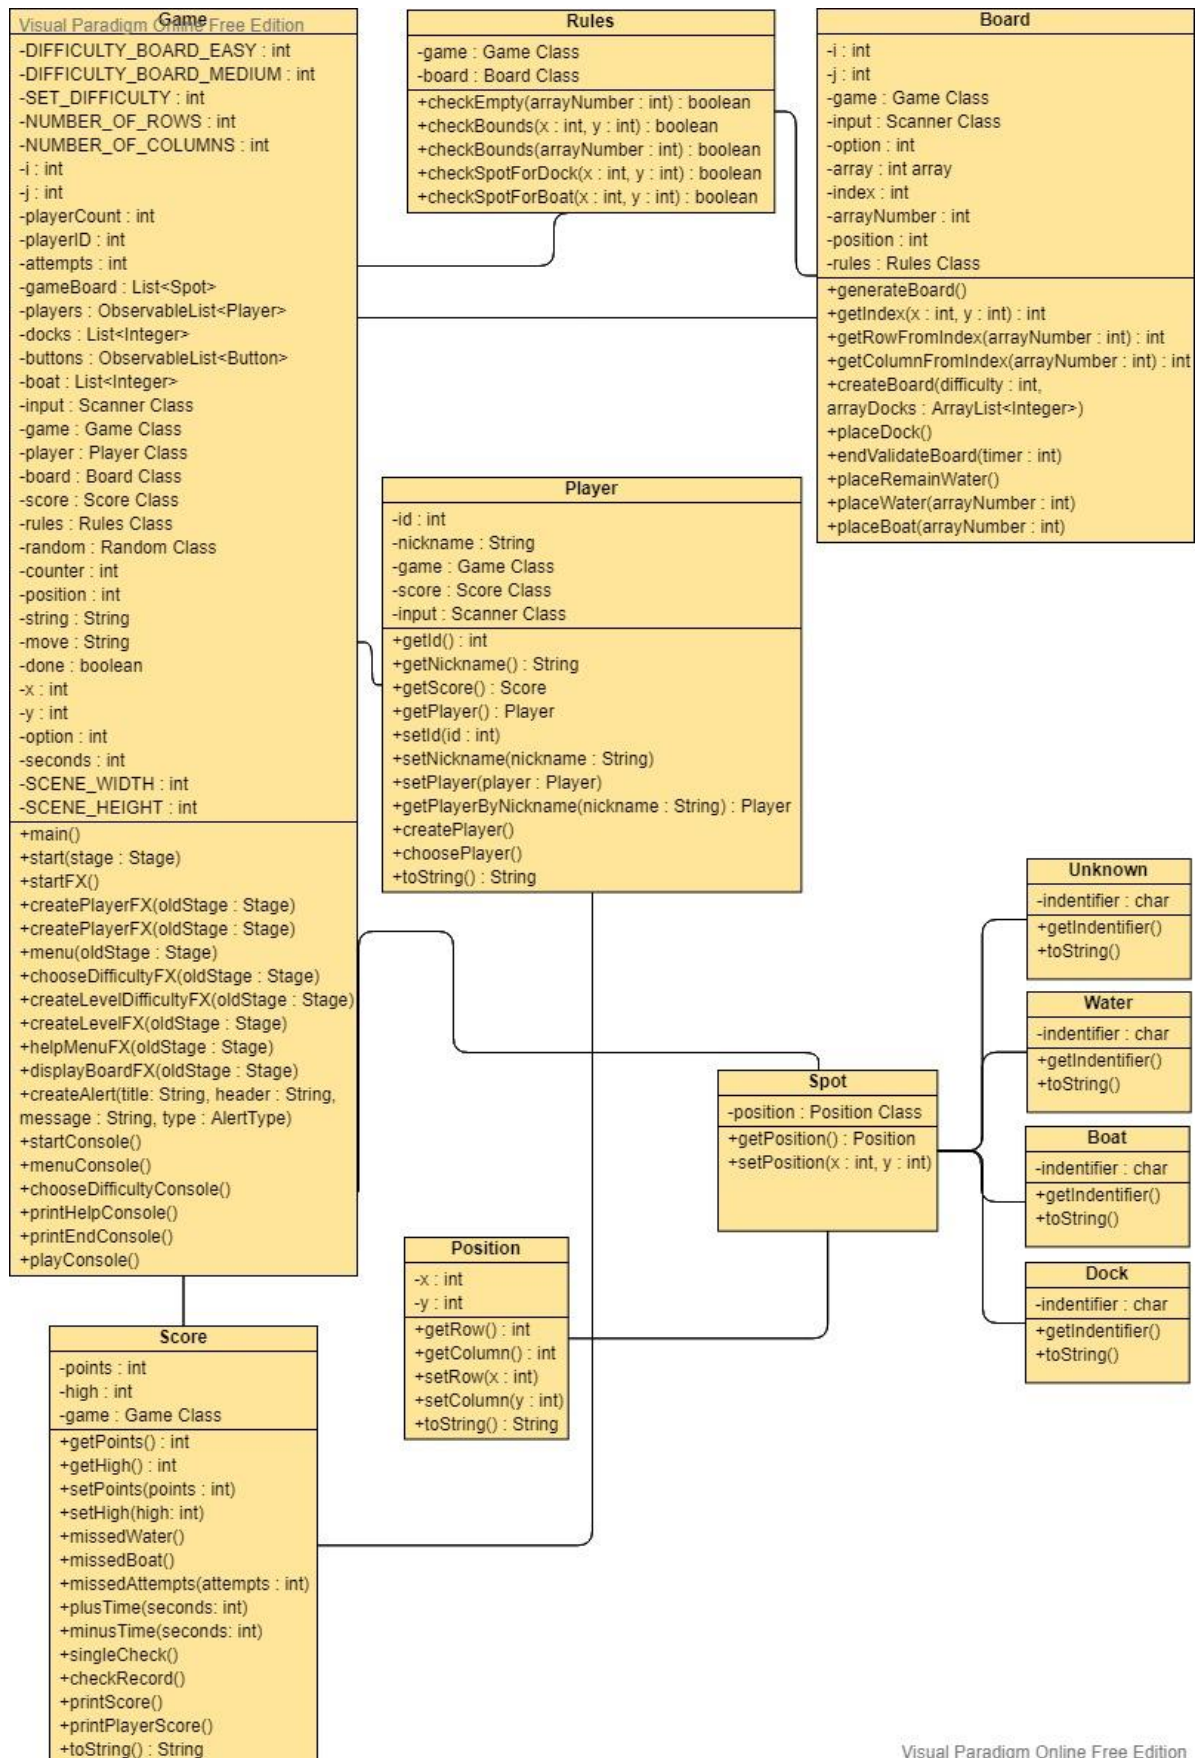 Visual Paradigm Online Free Edition
Game
-DIFFICULTY_BOARD_EASY : int
-DIFFICULTY_BOARD_MEDIUM : int
-SET_DIFFICULTY : int
-NUMBER_OF_ROWS : int
-NUMBER_OF_COLUMNS : int
-i : int
-j : int
-playerCount : int
-playerID : int
-attempts : int
-gameBoard : List<Spot>
-players : ObservableList<Player>
-docks : List<Integer>
-buttons : ObservableList<Button>
-boat : List<Integer>
-input : Scanner Class
-game : Game Class
-player : Player Class
-board : Board Class
-score : Score Class
-rules : Rules Class
-random : Random Class
-counter : int
-position : int
-string : String
-move : String
-done : boolean
-x : int
-y : int
-option : int
-seconds : int
-SCENE_WIDTH : int
-SCENE_HEIGHT : int
+main()
+start(stage : Stage)
+startFX()
+createPlayerFX(oldStage : Stage)
+createPlayerFX(oldStage : Stage)
+menu(oldStage : Stage)
+chooseDifficultyFX(oldStage : Stage)
+createLevelDifficultyFX(oldStage : Stage)
+createLevelFX(oldStage : Stage)
+helpMenuFX(oldStage : Stage)
+displayBoardFX(oldStage : Stage)
+createAlert(title: String, header : String,
message : String, type : AlertType)
+startConsole()
+menuConsole()
+chooseDifficultyConsole()
+printHelpConsole()
+printEndConsole()
+playConsole()
Rules
-game : Game Class
-board : Board Class
+checkEmpty(arrayNumber : int) : boolean
+checkBounds(x : int, y : int) : boolean
+checkBounds(arrayNumber : int) : boolean
+checkSpotForDock(x : int, y : int) : boolean
+checkSpotForBoat(x : int, y : int) : boolean
Board
-i : int
-j : int
-game : Game Class
-input : Scanner Class
-option : int
-array : int array
-index : int
-arrayNumber : int
-position : int
-rules : Rules Class
+generateBoard()
+getIndex(x : int, y : int) : int
+getRowFromIndex(arrayNumber : int) : int
+getColumnFromIndex(arrayNumber : int) : int
+createBoard(difficulty : int,
arrayDocks : ArrayList<Integer>)
+placeDock()
+endValidateBoard(timer : int)
+placeRemainWater()
+placeWater(arrayNumber : int)
+placeBoat(arrayNumber : int)
Player
-id : int
-nickname : String
-game : Game Class
-score : Score Class
-input : Scanner Class
+getId() : int
+getNickname() : String
+getScore() : Score
+getPlayer() : Player
+setId(id : int)
+setNickname(nickname : String)
+setPlayer(player : Player)
+getPlayerByNickname(nickname : String) : Player
+createPlayer()
+choosePlayer()
+toString() : String
Unknown
-indentifier : char
+getIndentifier()
+toString()
Water
-indentifier : char
+getIndentifier()
+toString()
Spot
-position : Position Class
+getPosition() : Position
+setPosition(x : int, y : int)
Boat
-indentifier : char
+getIndentifier()
+toString()
Dock
-indentifier : char
+getIndentifier()
+toString()
Position
-x : int
-y : int
+getRow() : int
+getColumn() : int
+setRow(x : int)
+setColumn(y : int)
+toString() : String
Score
-points : int
-high : int
-game : Game Class
+getPoints() : int
+getHigh() : int
+setPoints(points : int)
+setHigh(high: int)
+missedWater()
+missedBoat()
+missedAttempts(attempts : int)
+plusTime(seconds: int)
+minusTime(seconds: int)
+singleCheck()
+checkRecord()
+printScore()
+printPlayerScore()
+toString() : String
Visual Paradigm Online Free Edition